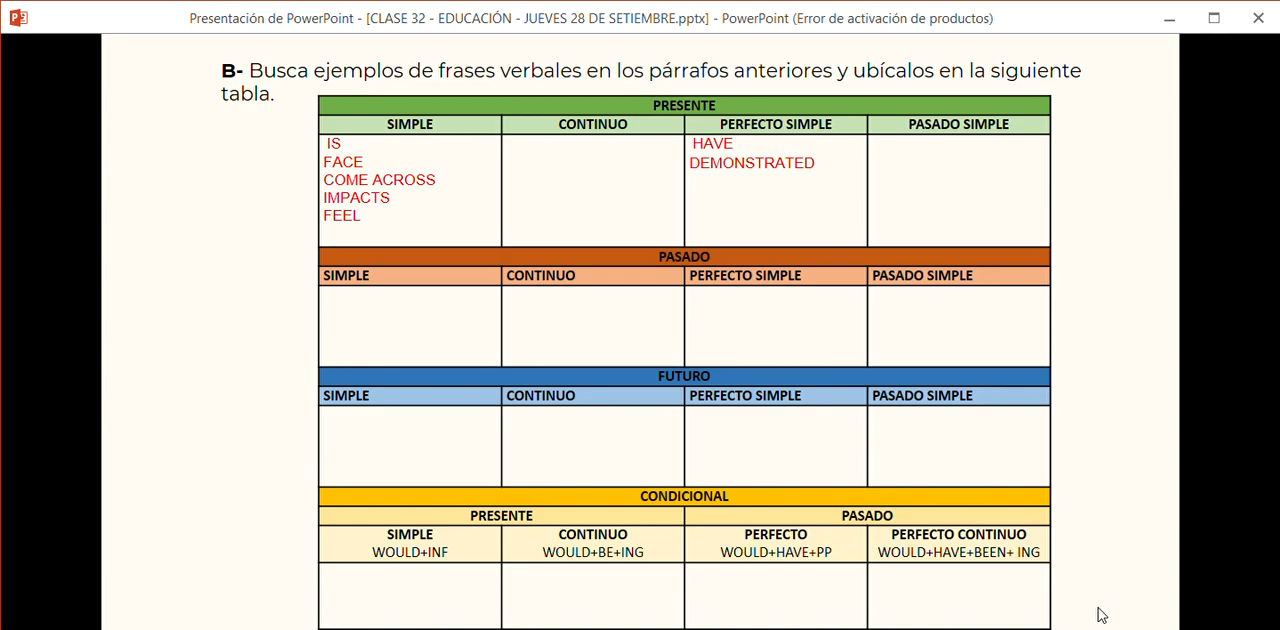 Presentación de PowerPoint - [CLASE 32 - EDUCACIÓN - JUEVES 28 DE SETIEMBRE.pptx] - PowerPoint (Error de activación de productos)
B- Busca ejemplos de frases verbales en los párrafos anteriores y ubícalos en la siguiente
tabla.
PRESENTE
SIMPLE CONTINUO PERFECTO SIMPLE PASADO SIMPLE
IS HAVE
FACE DEMONSTRATED
COME ACROSS
IMPACTS
FEEL
PASADO
SIMPLE CONTINUO PERFECTO SIMPLE PASADO SIMPLE
FUTURO
SIMPLE CONTINUO PERFECTO SIMPLE PASADO SIMPLE
CONDICIONAL
PRESENTE PASADO
SIMPLE CONTINUO PERFECTO PERFECTO CONTINUO
WOULD+INF WOULD+BE+ING WOULD+HAVE+PP WOULD+HAVE+BEEN+ ING